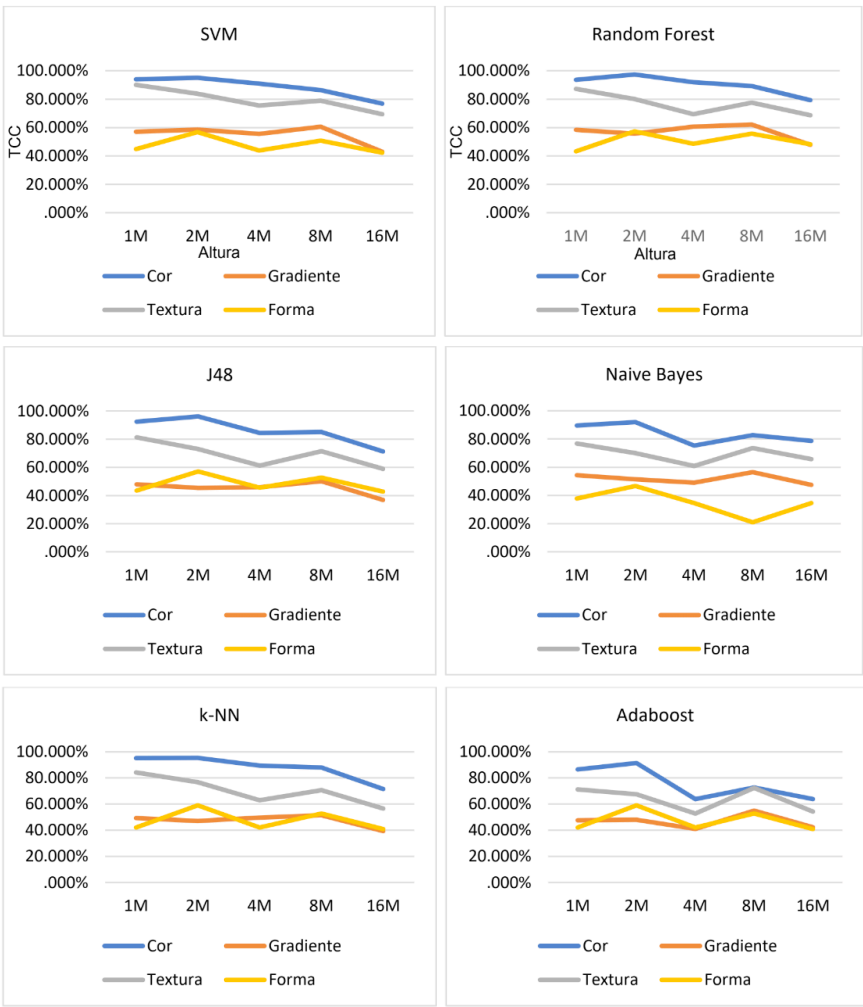 SVM
100.000%
80.000%
60.000%
40.000%
20.000%
.000%
TCC
1M 2M 4M 8M 16M
Altura
Cor Gradiente
Textura Forma
Random Forest
100.000%
80.000%
60.000%
40.000%
20.000%
.000%
TCC
1M 2M 4M 8M 16M
Altura
Cor Gradiente
Textura Forma
J48
100.000%
80.000%
60.000%
40.000%
20.000%
.000%
1M 2M 4M 8M 16M
Cor Gradiente
Textura Forma
Naive Bayes
100.000%
80.000%
60.000%
40.000%
20.000%
.000%
1M 2M 4M 8M 16M
Cor Gradiente
Textura Forma
k-NN
100.000%
80.000%
60.000%
40.000%
20.000%
.000%
1M 2M 4M 8M 16M
Cor Gradiente
Textura Forma
Adaboost
100.000%
80.000%
60.000%
40.000%
20.000%
.000%
1M 2M 4M 8M 16M
Cor Gradiente
Textura Forma